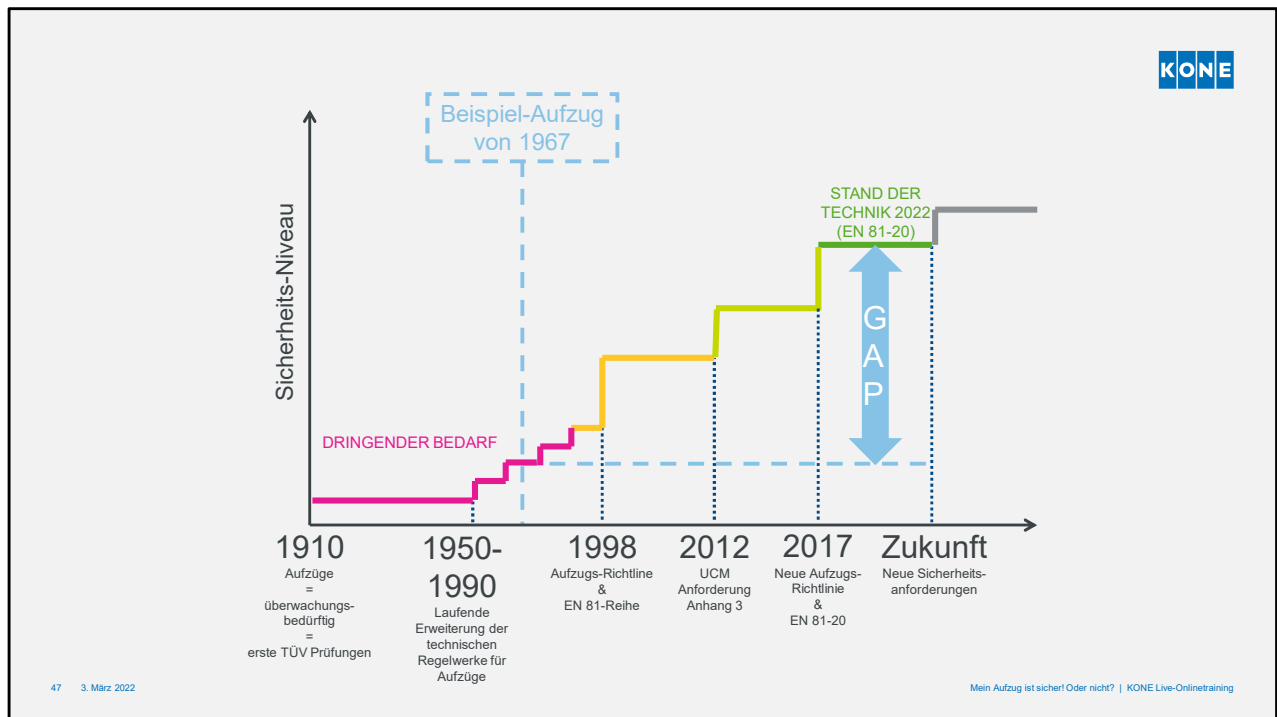 KONE
Beispiel-Aufzug
von 1967
Sicherheits-Niveau
STAND DER
TECHNIK 2022
(EN 81-20)
G
A
P
DRINGENDER BEDARF
1910
Aufzüge
=
überwachungs-
bedürftig
=
erste TÜV Prüfungen
1950-
1990
Laufende
Erweiterung der
technischen
Regelwerke für
Aufzüge
1998
Aufzugs-Richtline
&
EN 81-Reihe
2012
UCM
Anforderung
Anhang 3
2017
Neue Aufzugs-
Richtlinie
&
EN 81-20
Zukunft
Neue Sicherheits-
anforderungen
47 3. März 2022
Mein Aufzug ist sicher! Oder nicht? | KONE Live-Onlinetraining